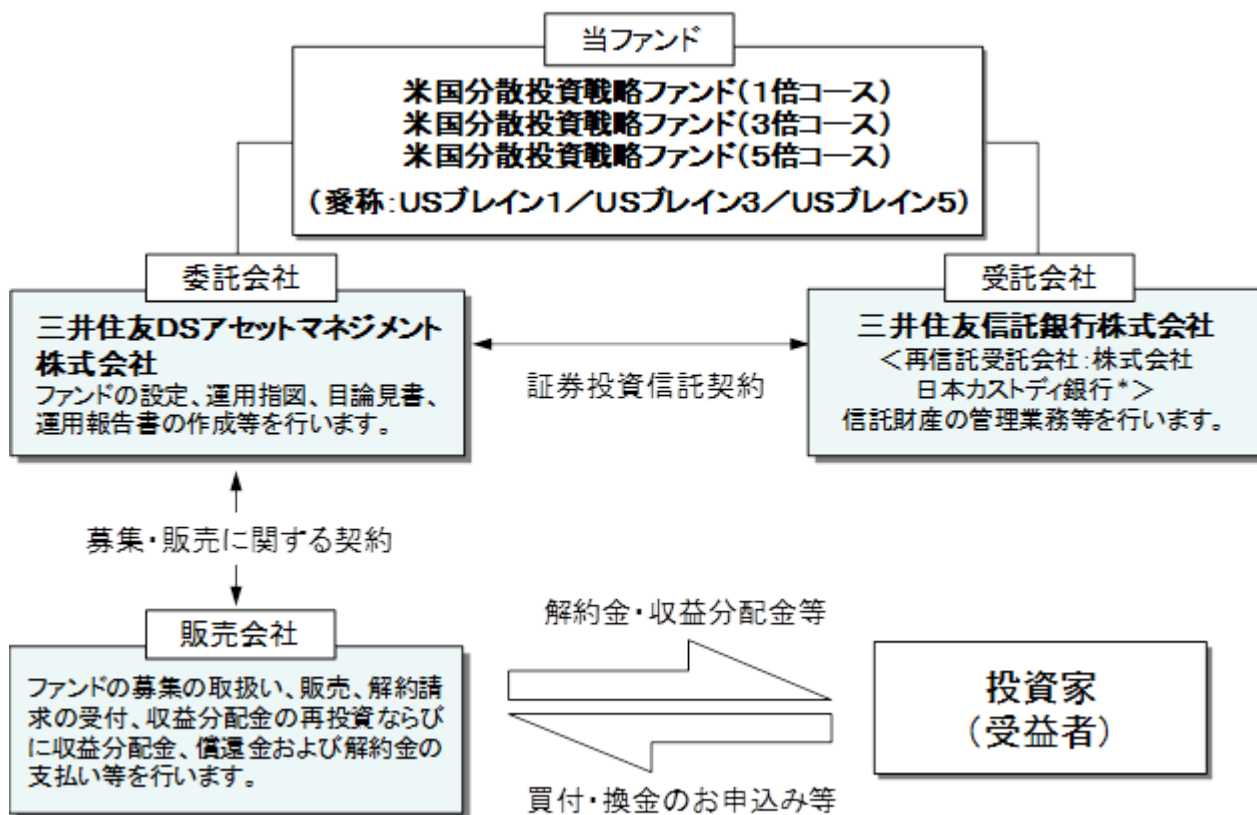 当ファンド
米国分散投資戦略ファンド(1倍コース)
米国分散投資戦略ファンド(3倍コース)
米国分散投資戦略ファンド(5倍コース)
(愛称:USブレイン1/USブレイン3/USブレイン5)
委託会社
三井住友DSアセットマネジメント
株式会社
ファンドの設定、運用指図、目論見書、
運用報告書の作成等を行います。
証券投資信託契約
受託会社
三井住友信託銀行株式会社
<再信託受託会社:株式会社
日本カストディ銀行*>
信託財産の管理業務等を行います。
募集・販売に関する契約
販売会社
ファンドの募集の取扱い、販売、解約請
求の受付、収益分配金の再投資ならび
に収益分配金、償還金および解約金の
支払い等を行います。
解約金・収益分配金等
買付・換金のお申込み等
投資家
(受益者)